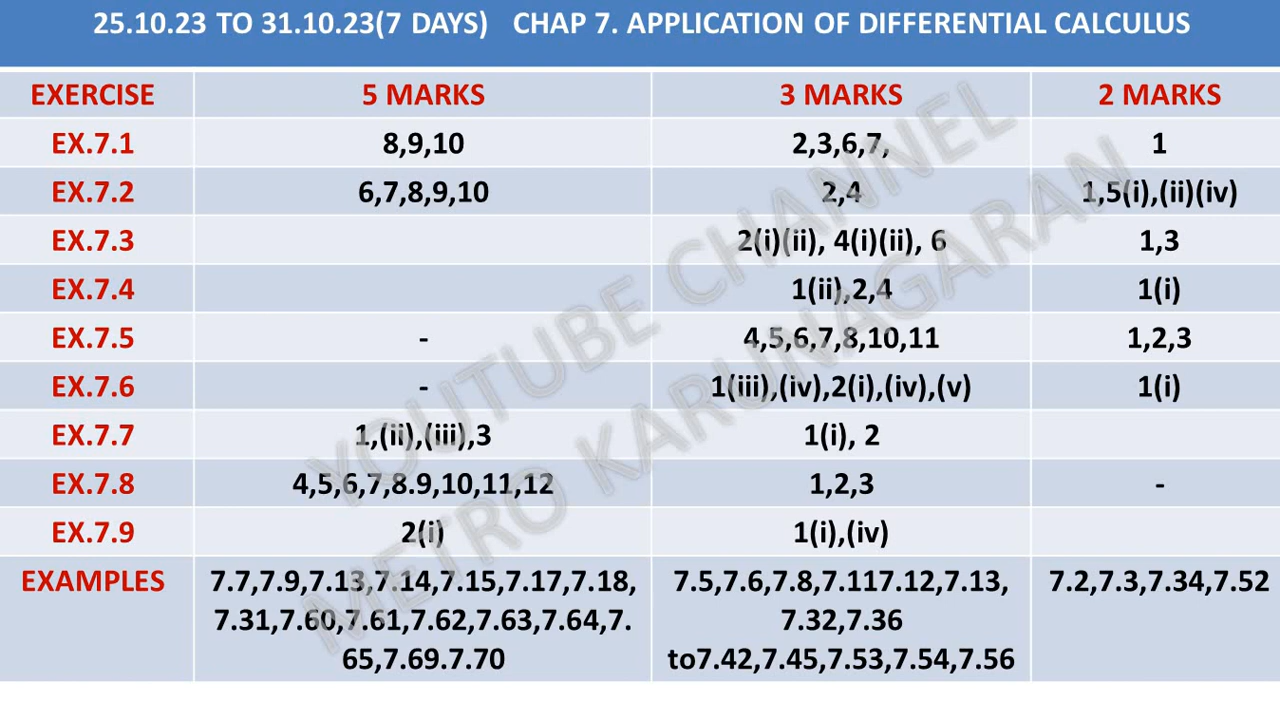 25.10.23 TO 31.10.23(7 DAYS) CHAP 7. APPLICATION OF DIFFERENTIAL CALCULUS
EXERCISE 5 MARKS 3 MARKS 2 MARKS
EX.7.1 8,9,10 2,3,6,7, 1
EX.7.2 6,7,8,9,10 2,4 1,5(i),(ii)(iv)
EX.7.3 2(i)(ii), 4(i)(ii), 6 1,3
EX.7.4 1(ii),2,4 1(i)
EX.7.5 - 4,5,6,7,8,10,11 1,2,3
EX.7.6 - 1(iii),(iv),2(i),(iv),(v) 1(i)
EX.7.7 1,(ii),(iii),3 1(i), 2
EX.7.8 4,5,6,7,8.9,10,11,12 1,2,3 -
EX.7.9 2(i) 1(i),(iv)
EXAMPLES 7.7,7.9,7.13,7.14,7.15,7.17,7.18, 7.5,7.6,7.8,7.117.12,7.13, 7.2,7.3,7.34,7.52
7.31,7.60,7.61,7.62,7.63,7.64,7. 7.32,7.36
65,7.69.7.70 to7.42,7.45,7.53,7.54,7.56
YOUTUBE CHANNEL
METRO KARUNAGARAN